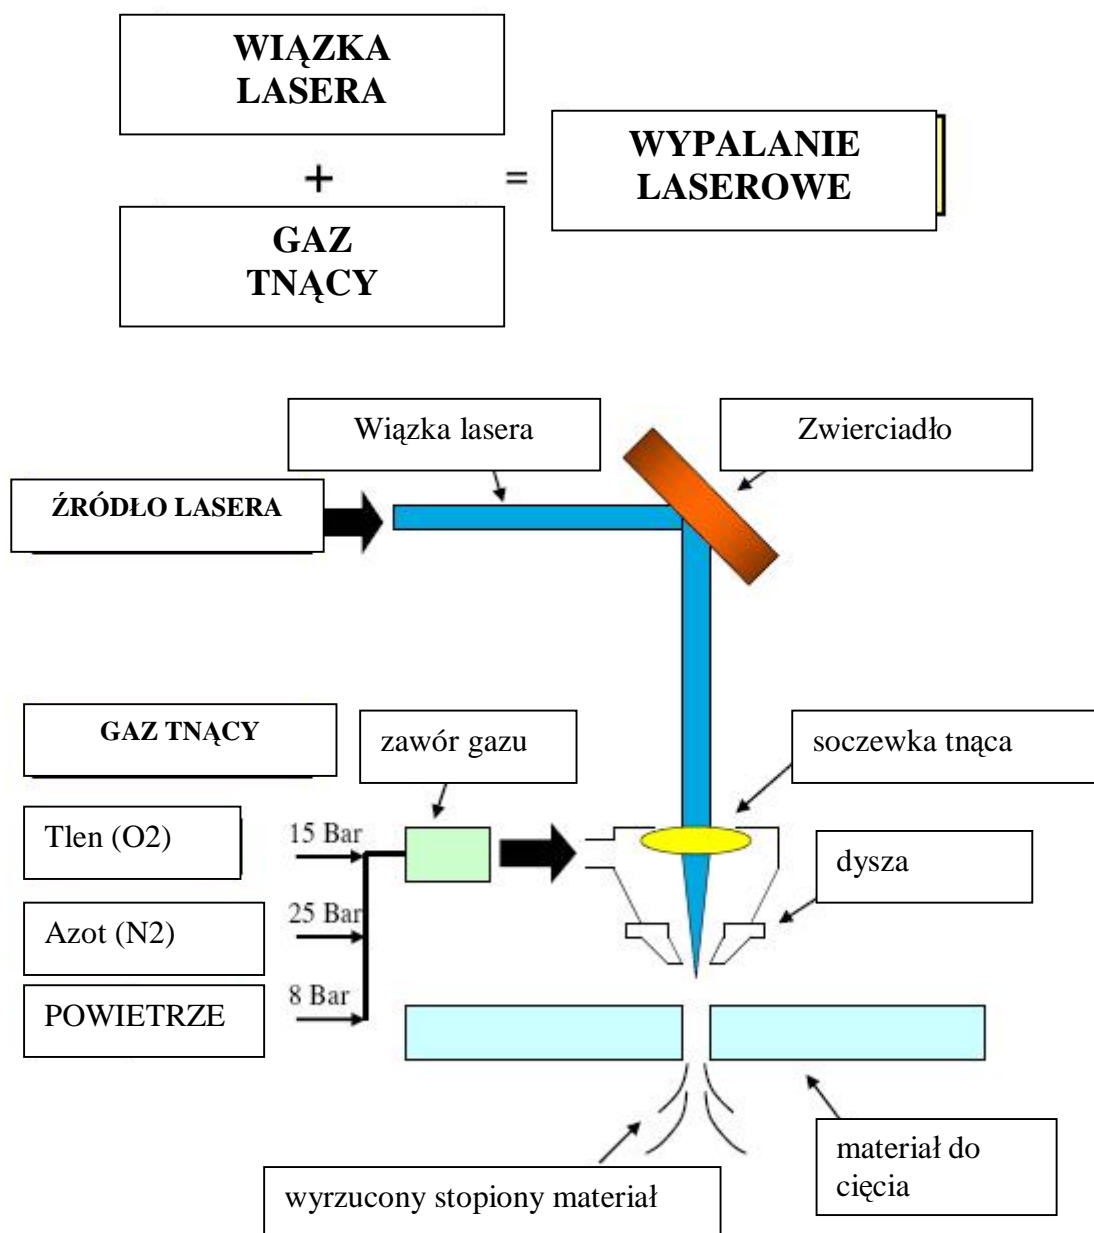 WIĄZKA
LASERA
+
=
WYPALANIE
LASEROWE
GAZ
TNĄCY
Wiązka lasera
Zwierciadło
ŹRÓDŁO LASERA
GAZ TNĄCY
zawór gazu
soczewka tnąca
Tlen (O2)
15 Bar
dysza
Azot (N2)
25 Bar
POWIETRZE
8 Bar
materiał do
cięcia
wyrzucony stopiony materiał